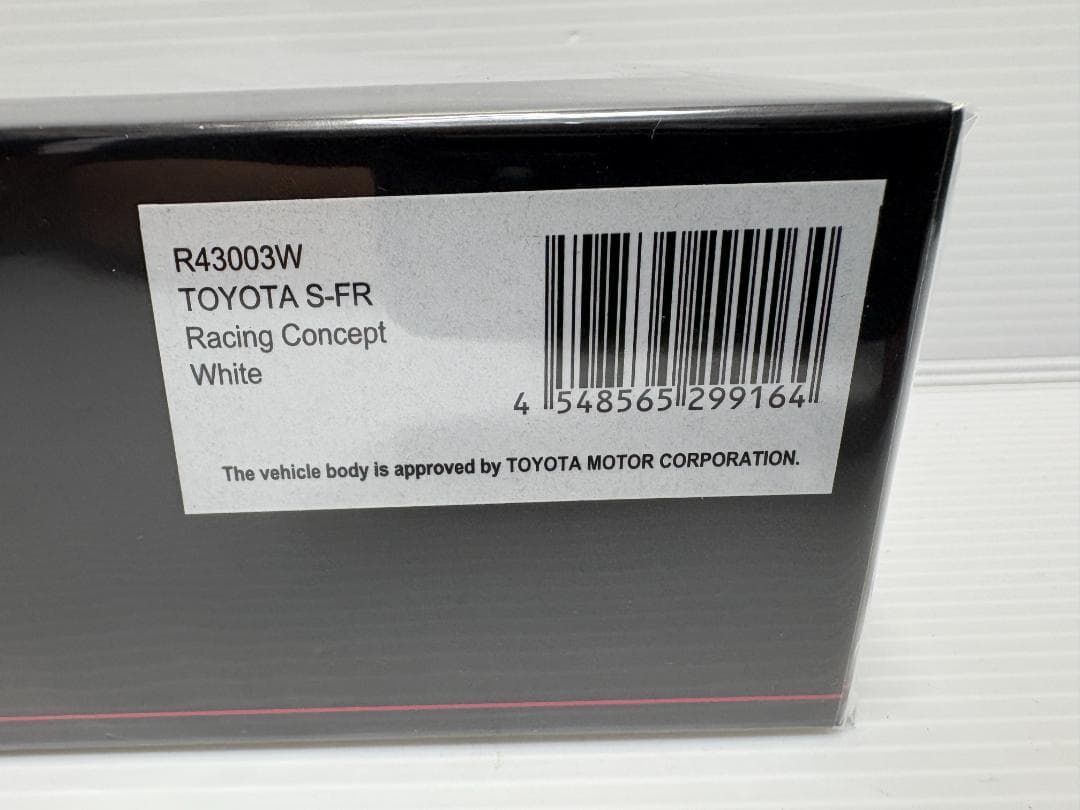 R43003W
TOYOTA S-FR
Racing Concept
White
4 548565 299164
The vehicle body is approved by TOYOTA MOTOR CORPORATION.